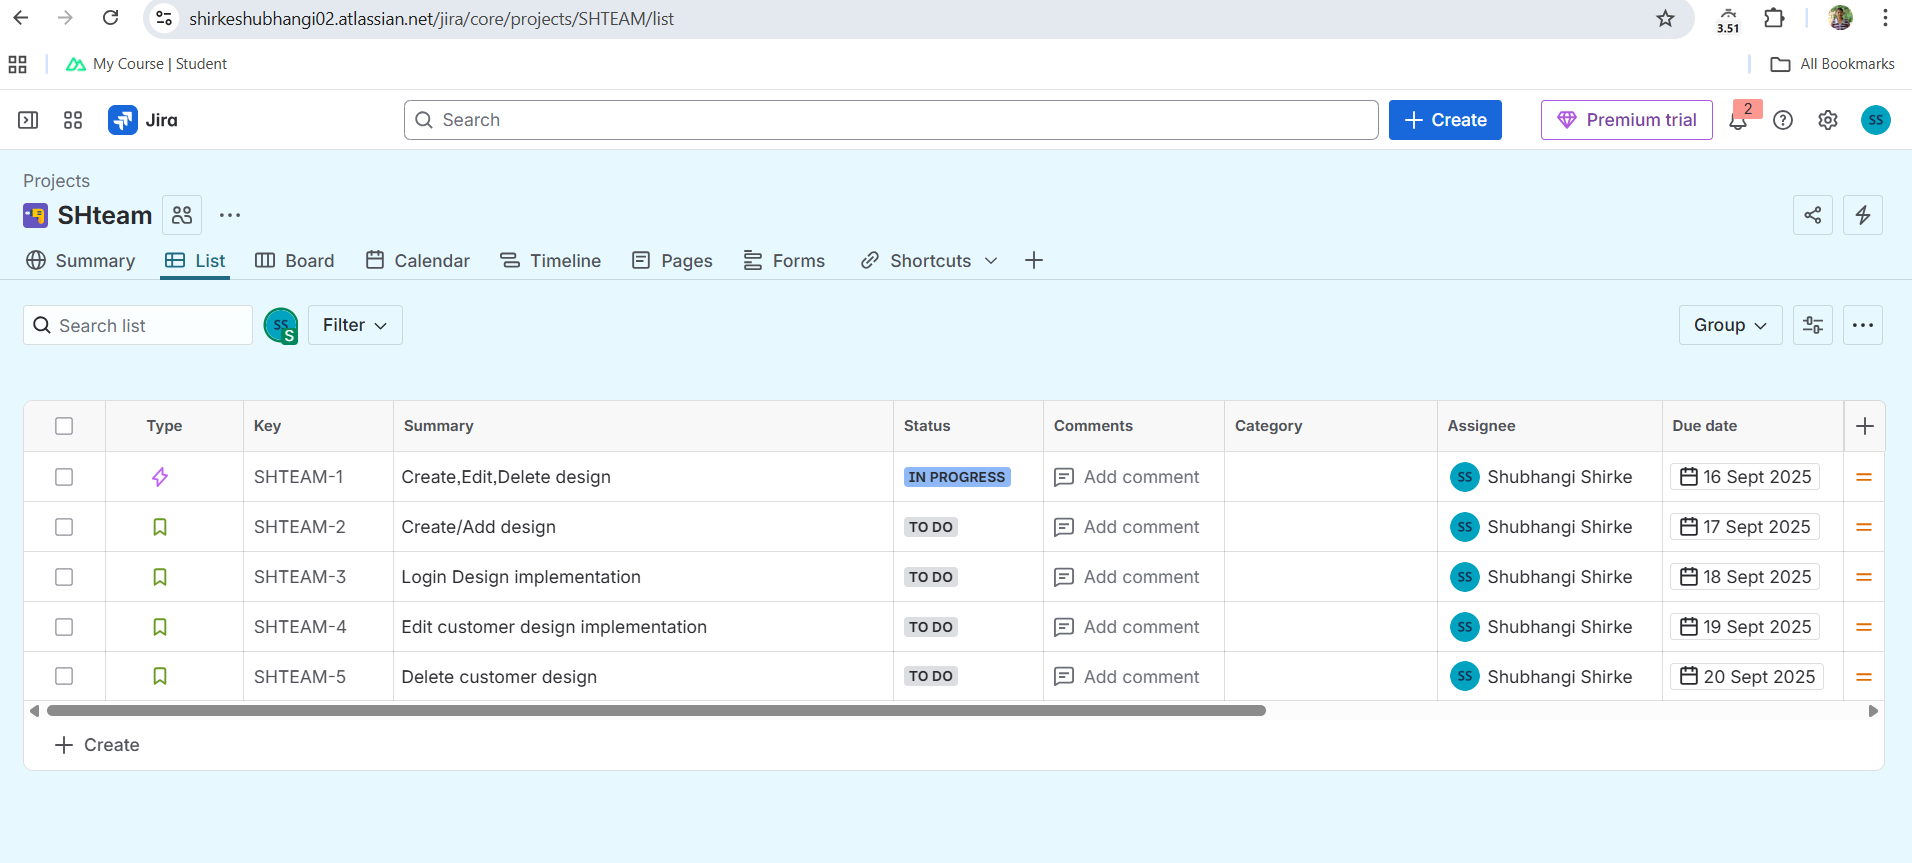 shirkeshubhangi02.atlassian.net/jira/core/projects/SHTEAM/list
3.51
My Course | Student
All Bookmarks
Jira
Search
Create
Premium trial
2
SS
Projects
SHteam
Summary List Board Calendar Timeline Pages Forms Shortcuts
Search list
SS
S
Filter
Group
Type Key Summary Status Comments Category Assignee Due date
SHTEAM-1 Create,Edit,Delete design IN PROGRESS Add comment SS Shubhangi Shirke 16 Sept 2025
SHTEAM-2 Create/Add design TO DO Add comment SS Shubhangi Shirke 17 Sept 2025
SHTEAM-3 Login Design implementation TO DO Add comment SS Shubhangi Shirke 18 Sept 2025
SHTEAM-4 Edit customer design implementation TO DO Add comment SS Shubhangi Shirke 19 Sept 2025
SHTEAM-5 Delete customer design TO DO Add comment SS Shubhangi Shirke 20 Sept 2025
Create